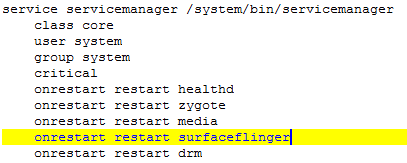 service servicemanager /system/bin/servicemanager
class core
user system
group system
critical
onrestart restart healthd
onrestart restart zygote
onrestart restart media
onrestart restart surfaceflinger
onrestart restart drm